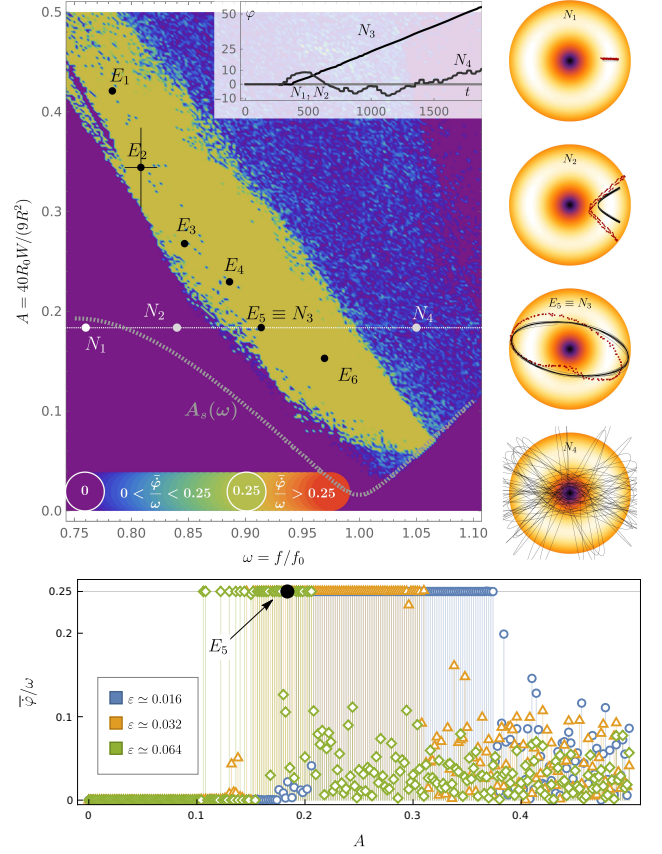 0.5
0.4
0.3
0.2
0.1
0.0
A = 40R₀W/(9R²)
0.75 0.80 0.85 0.90 0.95 1.00 1.05 1.10
ω = f/f₀
50
10
0
−10
φ
N₃
N₄
N₁, N₂
t
0 500 1000 1500
E₁
E₂
E₃
E₄
E₅ ≡ N₃
E₆
N₁
N₂
N₄
Aₛ(ω)
0
0 < φ̄/ω < 0.25
0.25
φ̄/ω > 0.25
N₁
N₂
E₅ ≡ N₃
N₄
0.25
0.2
0.1
0
φ̄/ω
E₅
ε ≃ 0.016
ε ≃ 0.032
ε ≃ 0.064
0 0.1 0.2 0.3 0.4
A